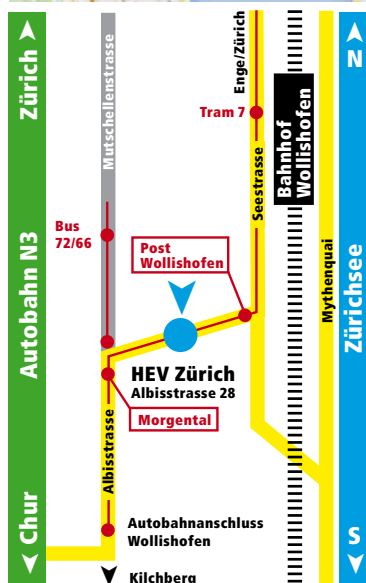 Zürich
Autobahn N3
Chur
Mutschellenstrasse
Enge/Zürich
Tram 7
Seestrasse
Bahnhof
Wollishofen
N
Zürichsee
S
Mythenquai
Bus
72/66
Post
Wollishofen
HEV Zürich
Albisstrasse 28
Morgental
Albisstrasse
Autobahnanschluss
Wollishofen
Kilchberg